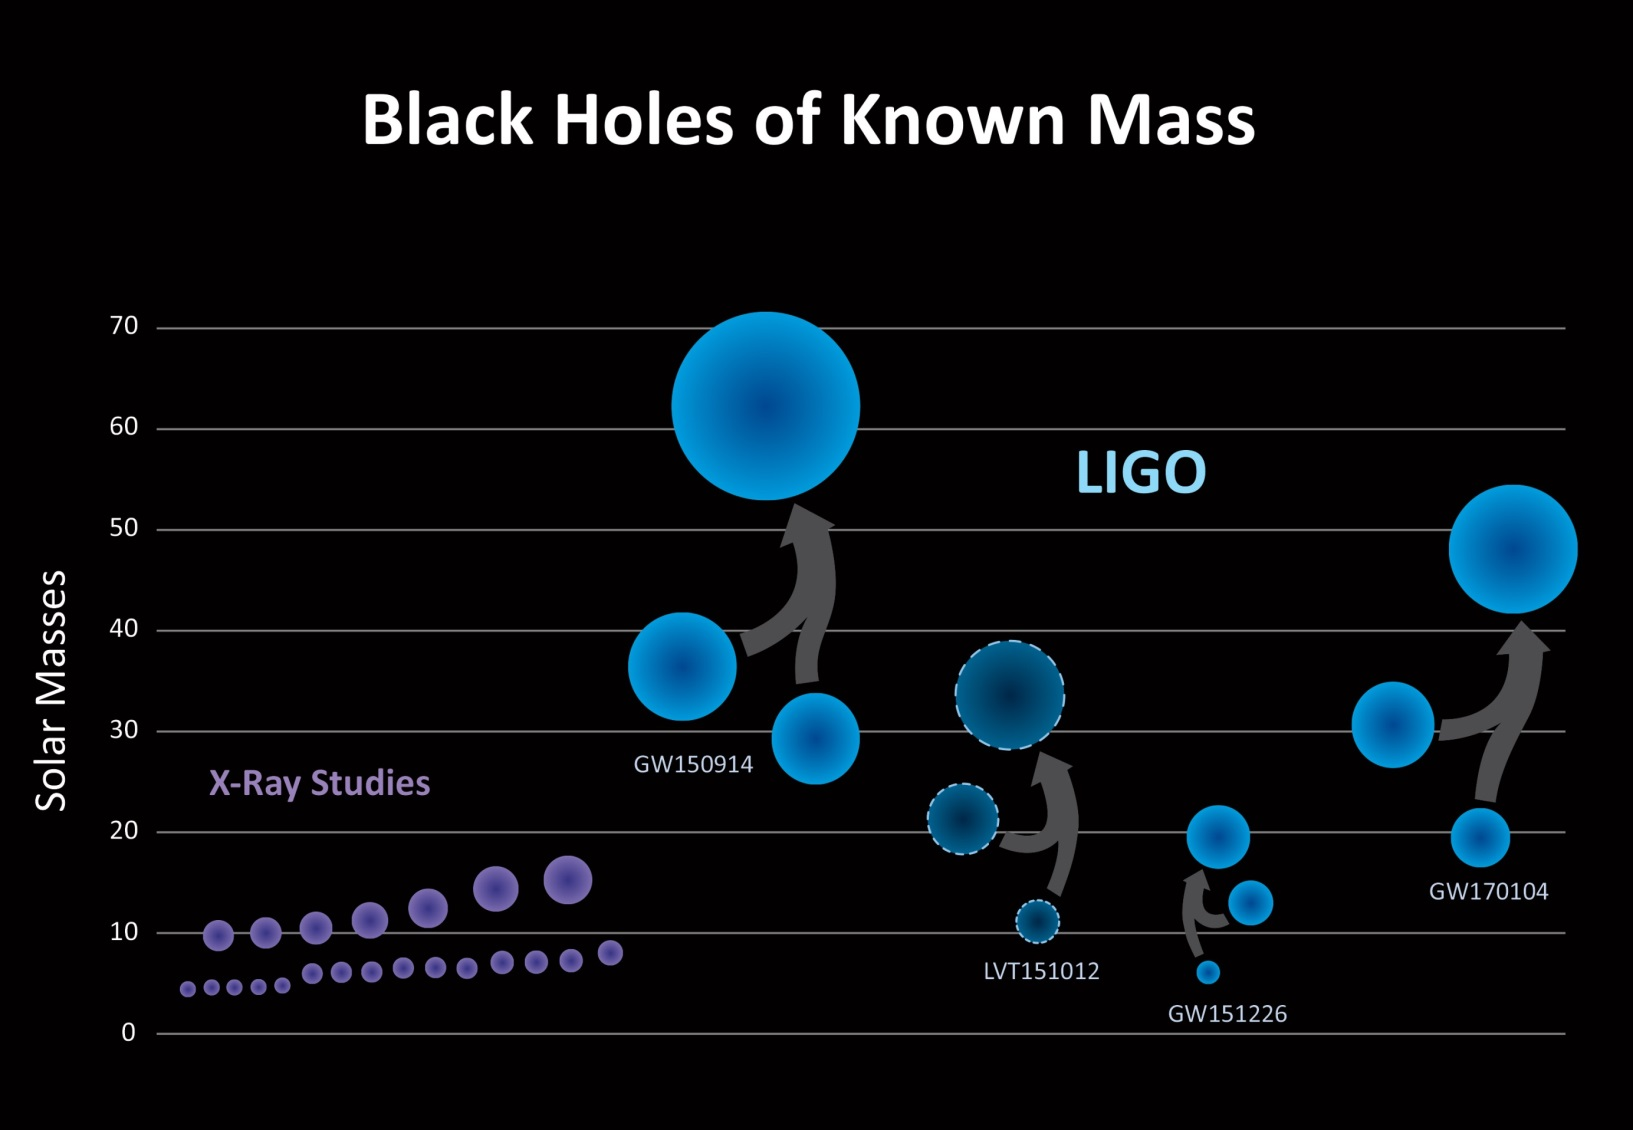 Black Holes of Known Mass
70
60
LIGO
50
40
Solar Masses
30
GW150914
X-Ray Studies
20
GW170104
10
LVT151012
GW151226
0